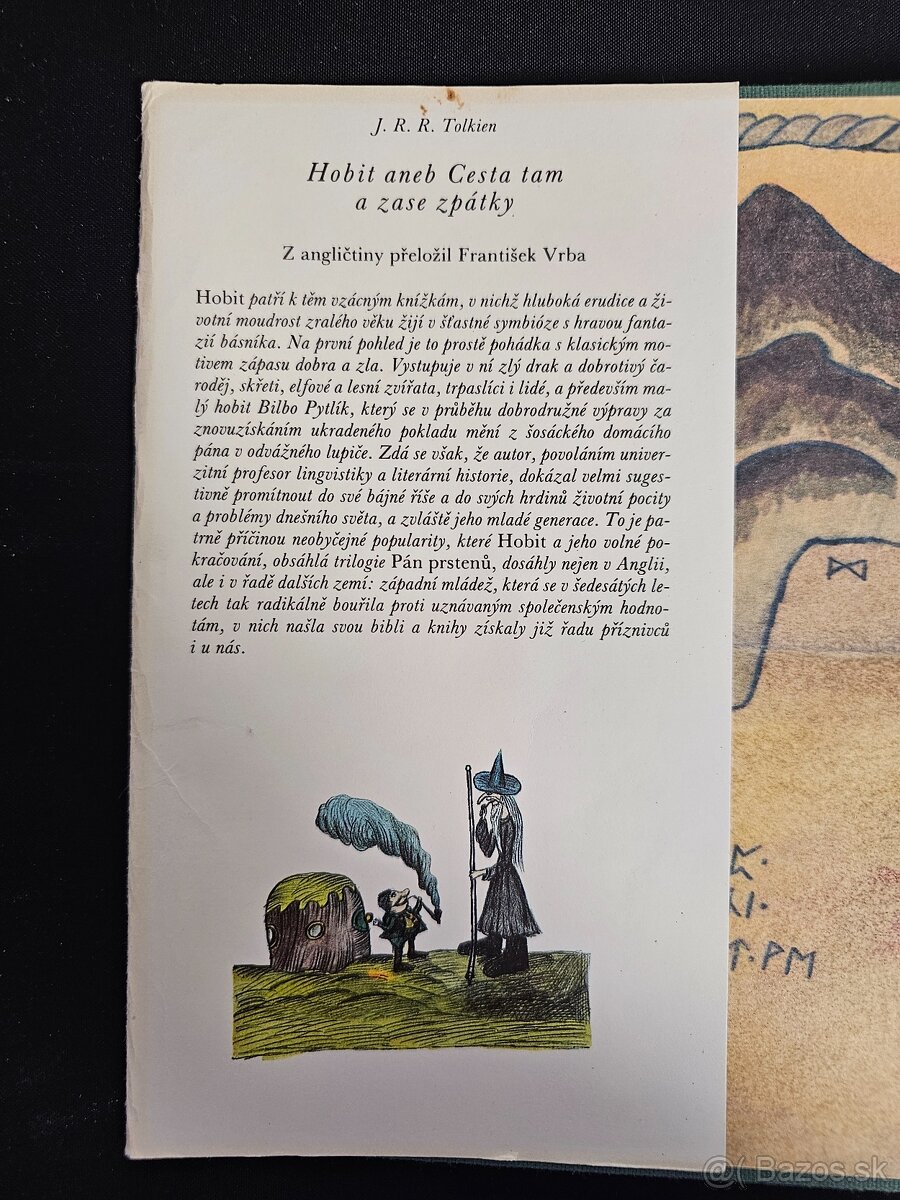 J. R. R. Tolkien
Hobit aneb Cesta tam
a zase zpátky
Z angličtiny přeložil František Vrba
Hobit patří k těm vzácným knížkám, v nichž hluboká erudice a ži-
votní moudrost zralého věku žijí v šťastné symbióze s hravou fanta-
zií básníka. Na první pohled je to prostě pohádka s klasickým mo-
tivem zápasu dobra a zla. Vystupuje v ní zlý drak a dobrotivý ča-
roděj, skřeti, elfové a lesní zvířata, trpaslíci i lidé, a především ma-
lý hobit Bilbo Pytlík, který se v průběhu dobrodružné výpravy za
znovuzískáním ukradeného pokladu mění z šosáckého domácího
pána v odvážného lupiče. Zdá se však, že autor, povoláním univer-
zitní profesor lingvistiky a literární historie, dokázal velmi suges-
tivně promítnout do své bájné říše a do svých hrdinů životní pocity
a problémy dnešního světa, a zvláště jeho mladé generace. To je pa-
trně příčinou neobyčejné popularity, které Hobit a jeho volné po-
kračování, obsáhlá trilogie Pán prstenů, dosáhly nejen v Anglii,
ale i v řadě dalších zemí: západní mládež, která se v šedesátých le-
tech tak radikálně bouřila proti uznávaným společenským hodno-
tám, v nich našla svou bibli a knihy získaly již řadu příznivců
i u nás.
@( Bazos.sk